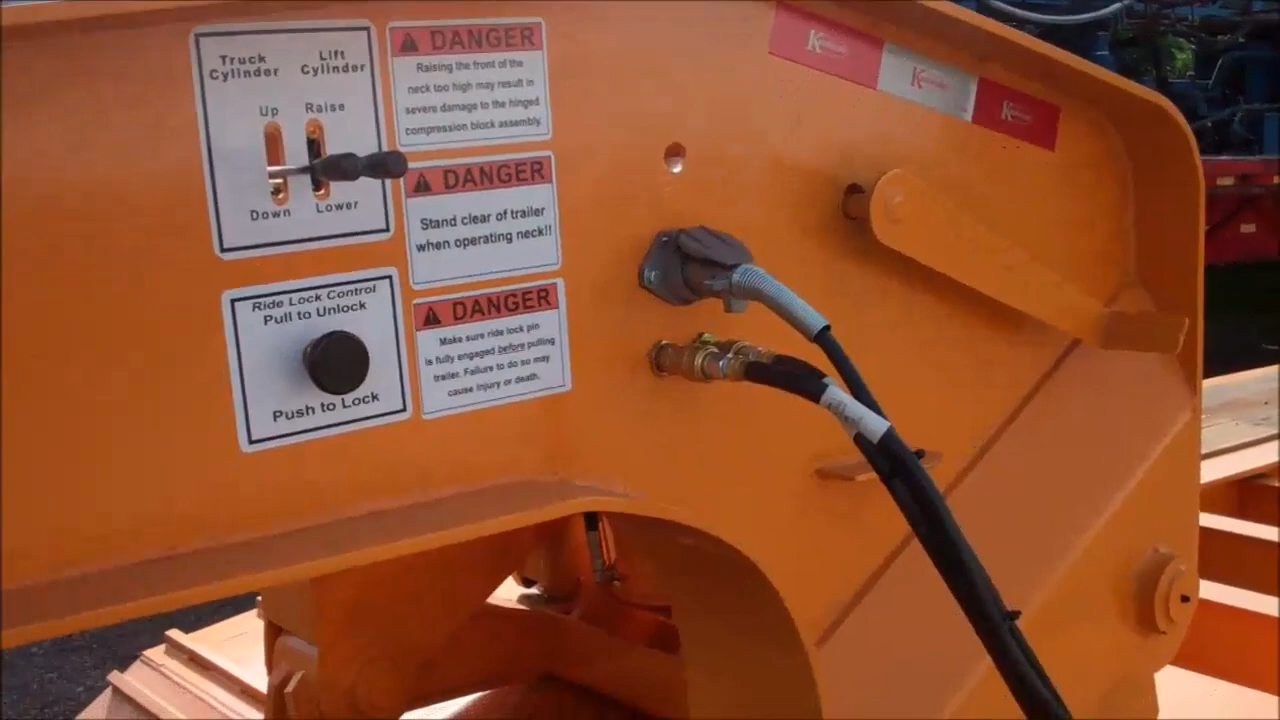 Truck Cylinder
Lift Cylinder
Up
Raise
Down
Lower
DANGER
Raising the front of the
neck too high may result in
severe damage to the hinged
compression block assembly.
DANGER
Stand clear of trailer
when operating neck!!
Ride Lock Control
Pull to Unlock
Push to Lock
DANGER
Make sure ride lock pin
is fully engaged before pulling
trailer. Failure to do so may
cause injury or death.